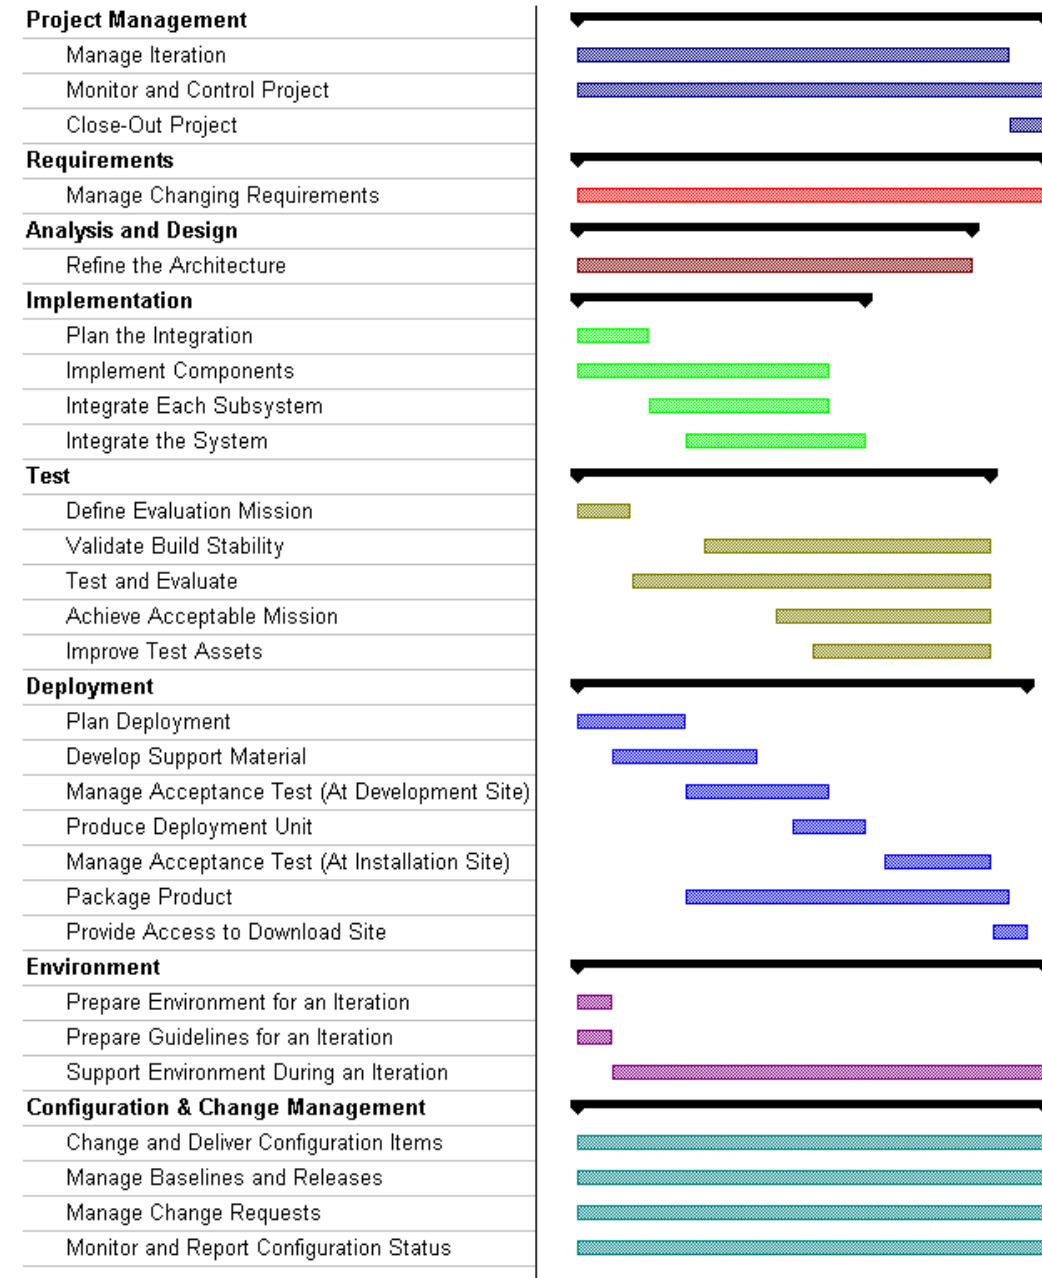 Project Management
Manage Iteration
Monitor and Control Project
Close-Out Project
Requirements
Manage Changing Requirements
Analysis and Design
Refine the Architecture
Implementation
Plan the Integration
Implement Components
Integrate Each Subsystem
Integrate the System
Test
Define Evaluation Mission
Validate Build Stability
Test and Evaluate
Achieve Acceptable Mission
Improve Test Assets
Deployment
Plan Deployment
Develop Support Material
Manage Acceptance Test (At Development Site)
Produce Deployment Unit
Manage Acceptance Test (At Installation Site)
Package Product
Provide Access to Download Site
Environment
Prepare Environment for an Iteration
Prepare Guidelines for an Iteration
Support Environment During an Iteration
Configuration & Change Management
Change and Deliver Configuration Items
Manage Baselines and Releases
Manage Change Requests
Monitor and Report Configuration Status